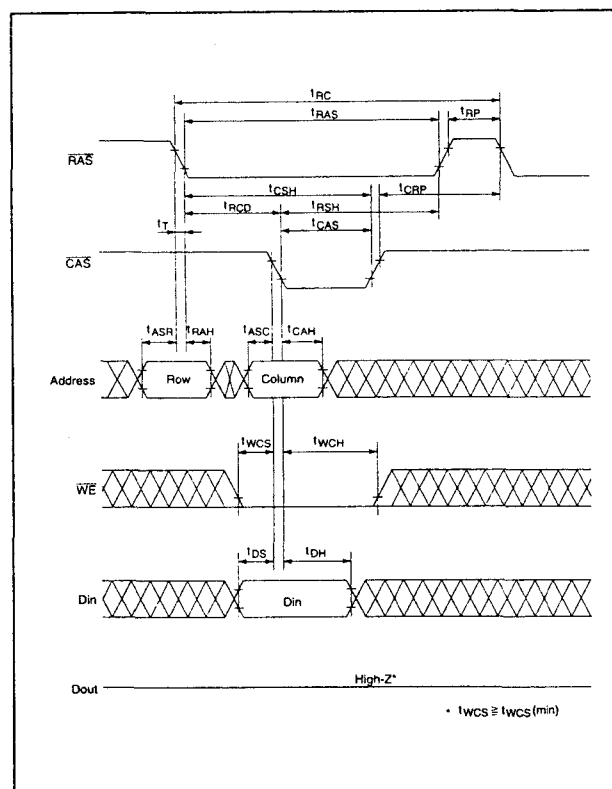 tRC
tRAS
tRP
RAS
tCSH
tCRP
tRCD
tRSH
tT
tCAS
CAS
tASR
tRAH
tASC
tCAH
Address
Row
Column
tWCS
tWCH
WE
tDS
tDH
Din
Din
High-Z*
Dout
* tWCS ≧ tWCS(min)